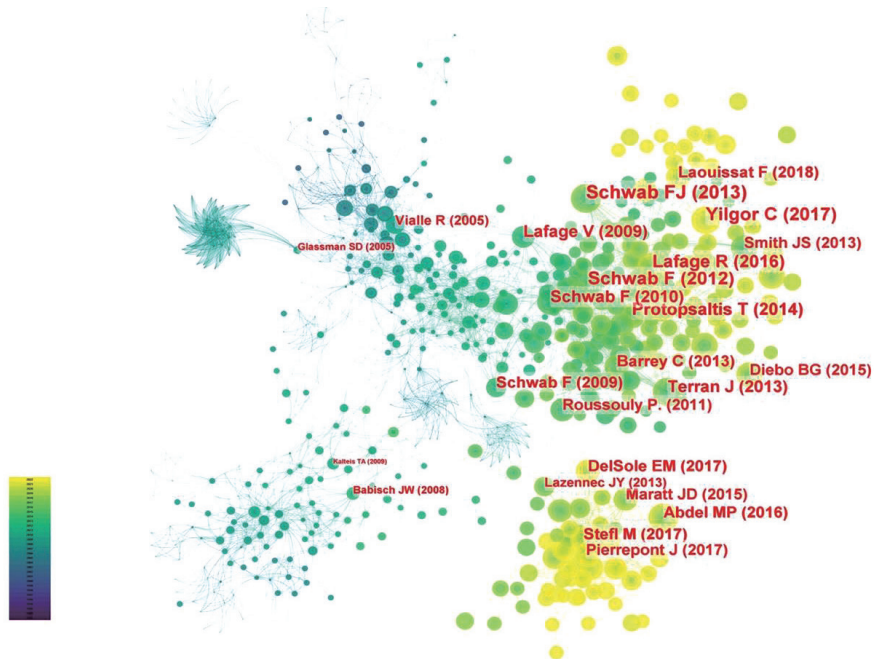 Laouissat F (2018)
Schwab FJ (2013)
Yilgor C (2017)
Vialle R (2005)
Lafage V (2009)
Glassman SD (2005)
Smith JS (2013)
Lafage R (2016)
Schwab F (2012)
Schwab F (2010)
Protopsaltis T (2014)
Barrey C (2013)
Diebo BG (2015)
Schwab F (2009)
Terran J (2013)
Roussouly P. (2011)
Kalteis TA (2009)
DelSole EM (2017)
Lazennec JY (2013)
Babisch JW (2008)
Maratt JD (2015)
Abdel MP (2016)
Stefl M (2017)
Pierrepont J (2017)